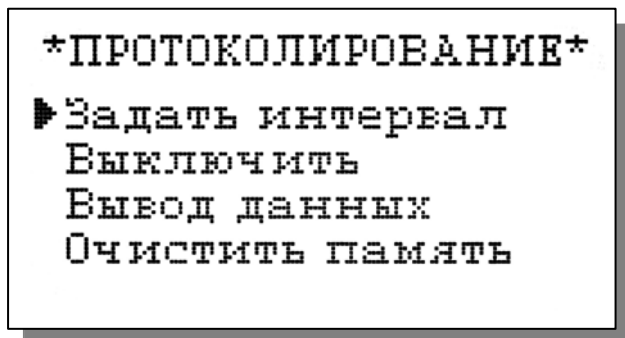 *ПРОТОКОЛИРОВАНИЕ*
Задать интервал
Выключить
Вывод данных
Очистить память